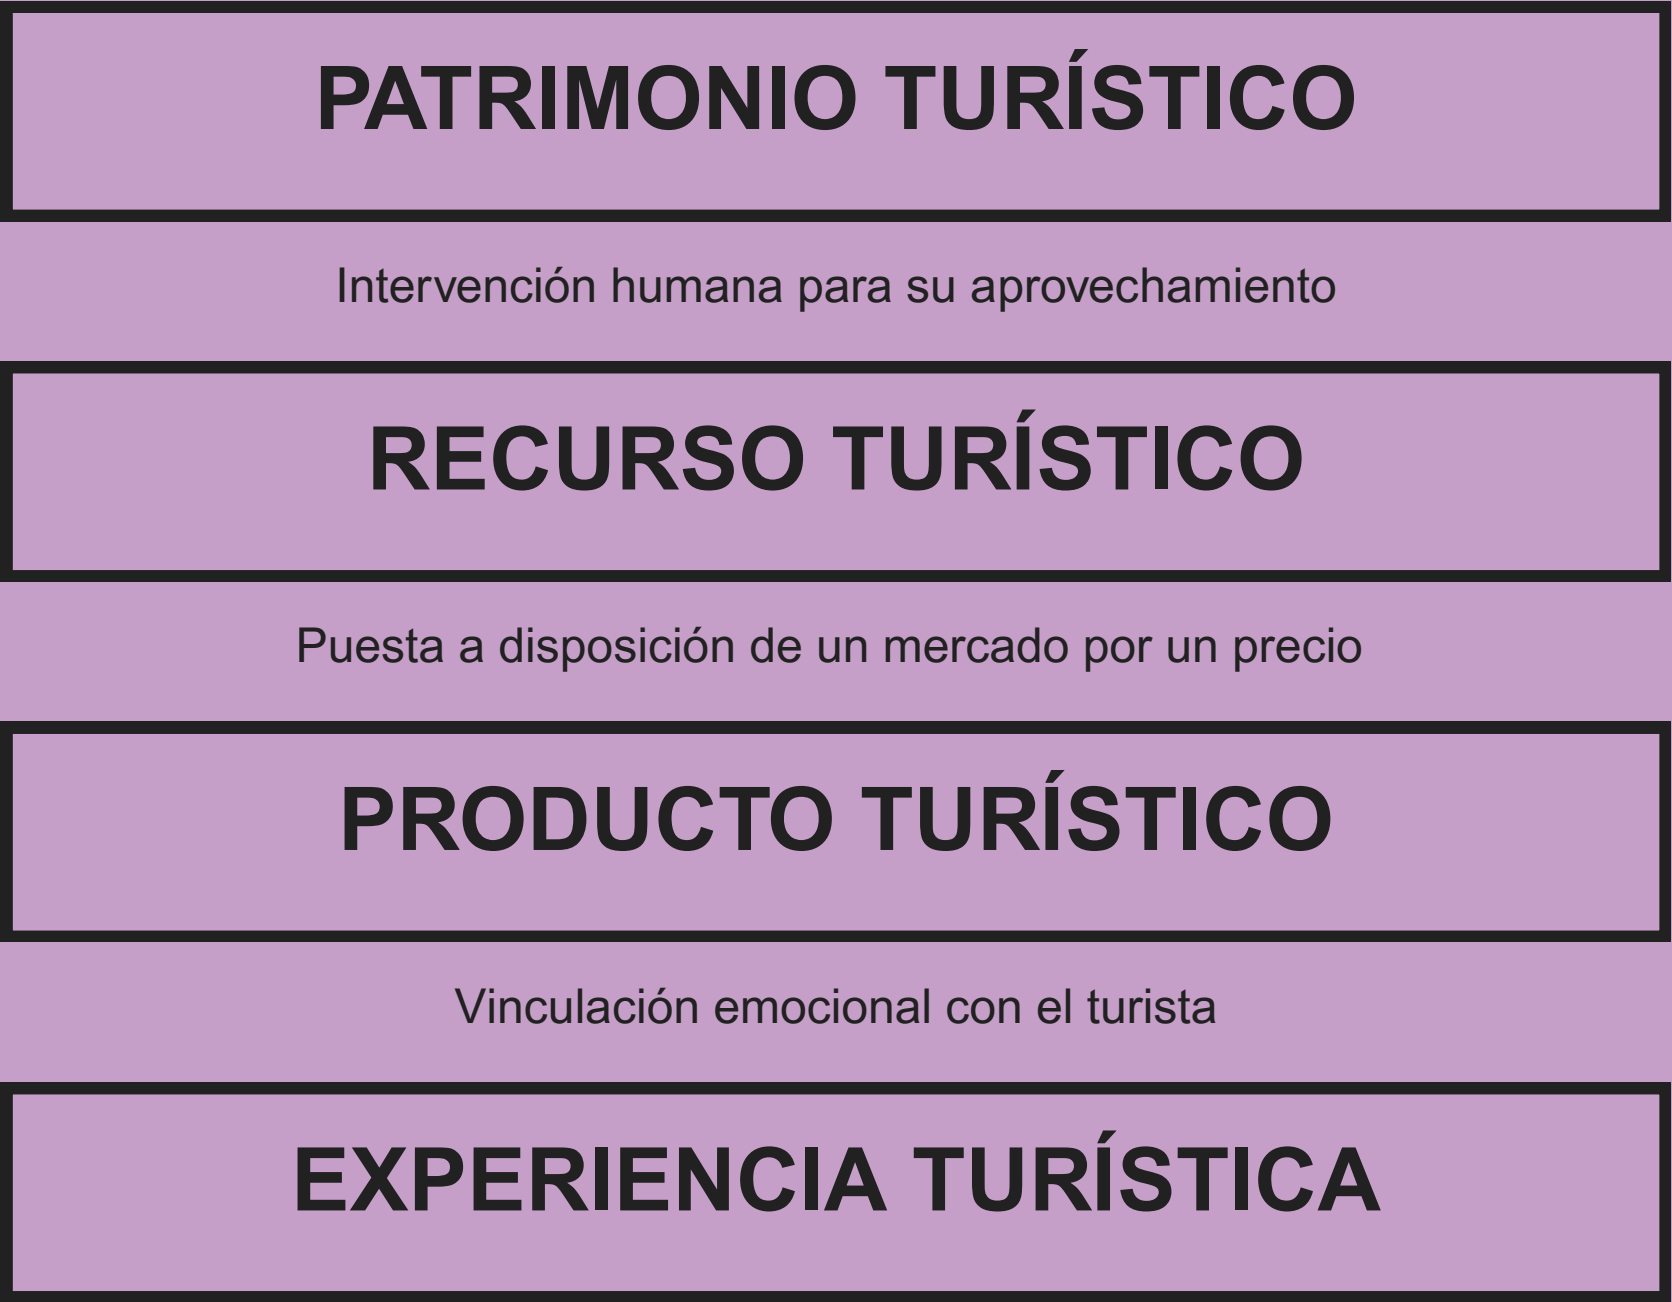 PATRIMONIO TURÍSTICO
Intervención humana para su aprovechamiento
RECURSO TURÍSTICO
Puesta a disposición de un mercado por un precio
PRODUCTO TURÍSTICO
Vinculación emocional con el turista
EXPERIENCIA TURÍSTICA